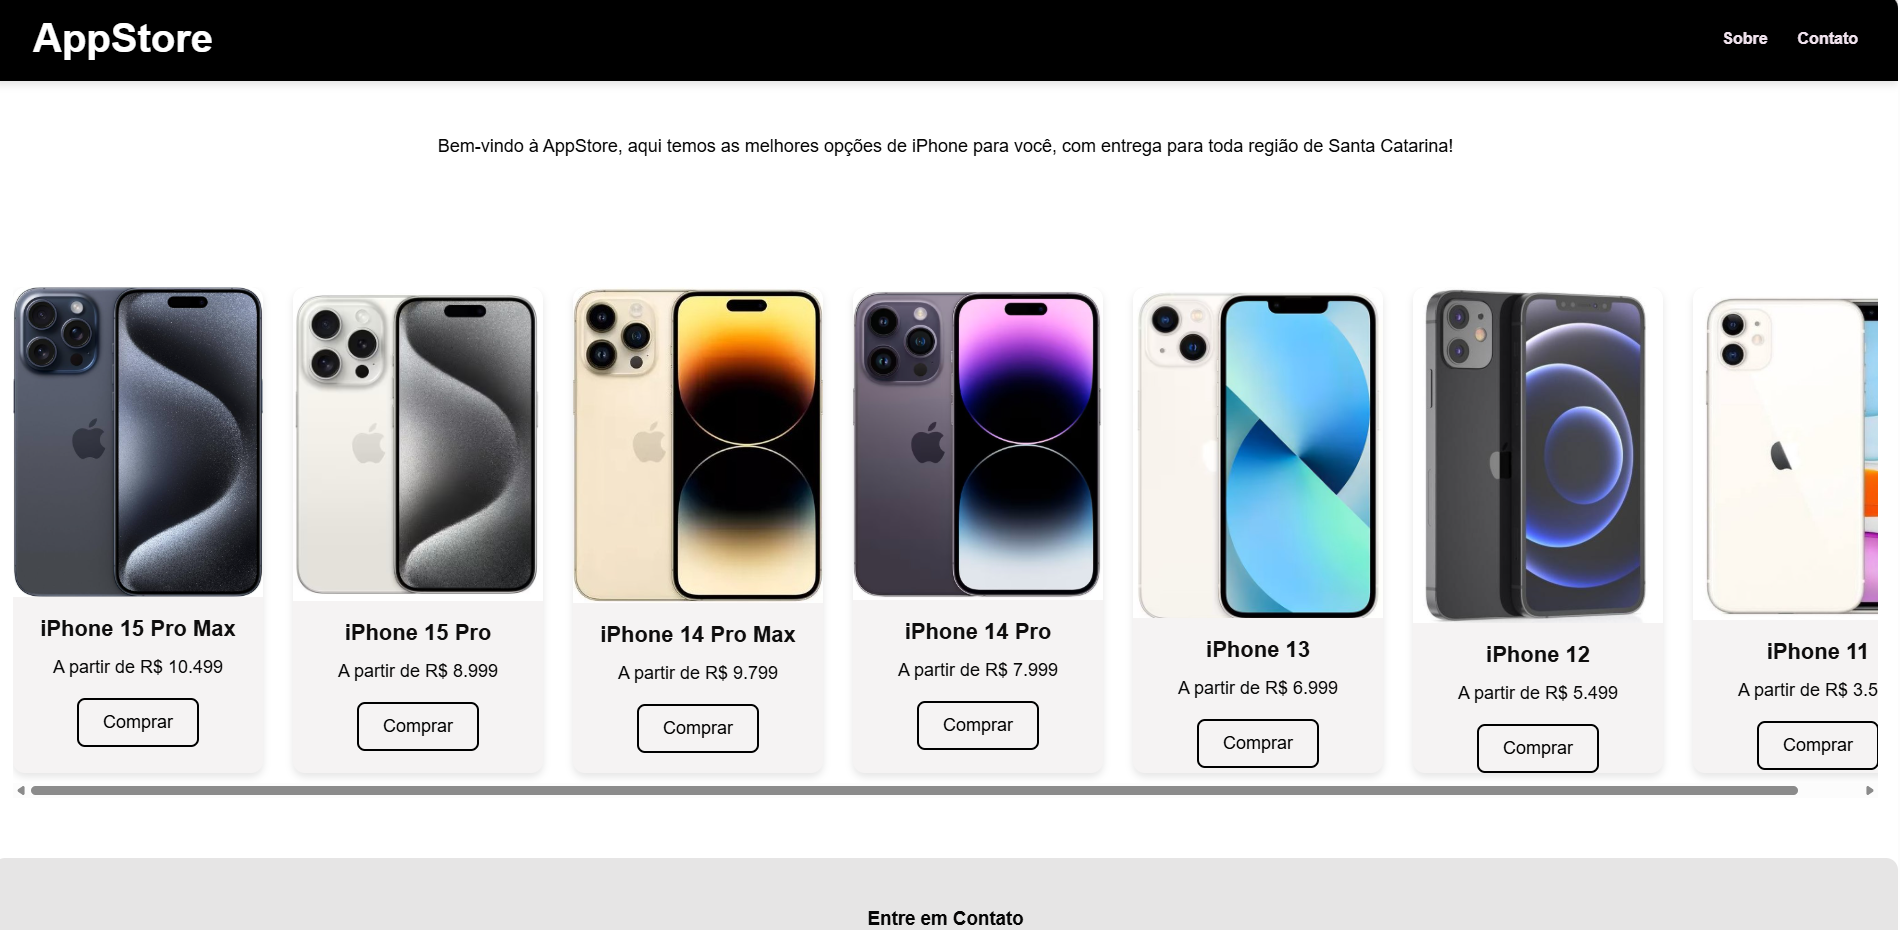 AppStore
Sobre
Contato
Bem-vindo à AppStore, aqui temos as melhores opções de iPhone para você, com entrega para toda região de Santa Catarina!
iPhone 15 Pro Max
A partir de R$ 10.499
Comprar
iPhone 15 Pro
A partir de R$ 8.999
Comprar
iPhone 14 Pro Max
A partir de R$ 9.799
Comprar
iPhone 14 Pro
A partir de R$ 7.999
Comprar
iPhone 13
A partir de R$ 6.999
Comprar
iPhone 12
A partir de R$ 5.499
Comprar
iPhone 11
A partir de R$ 3.5
Comprar
Entre em Contato